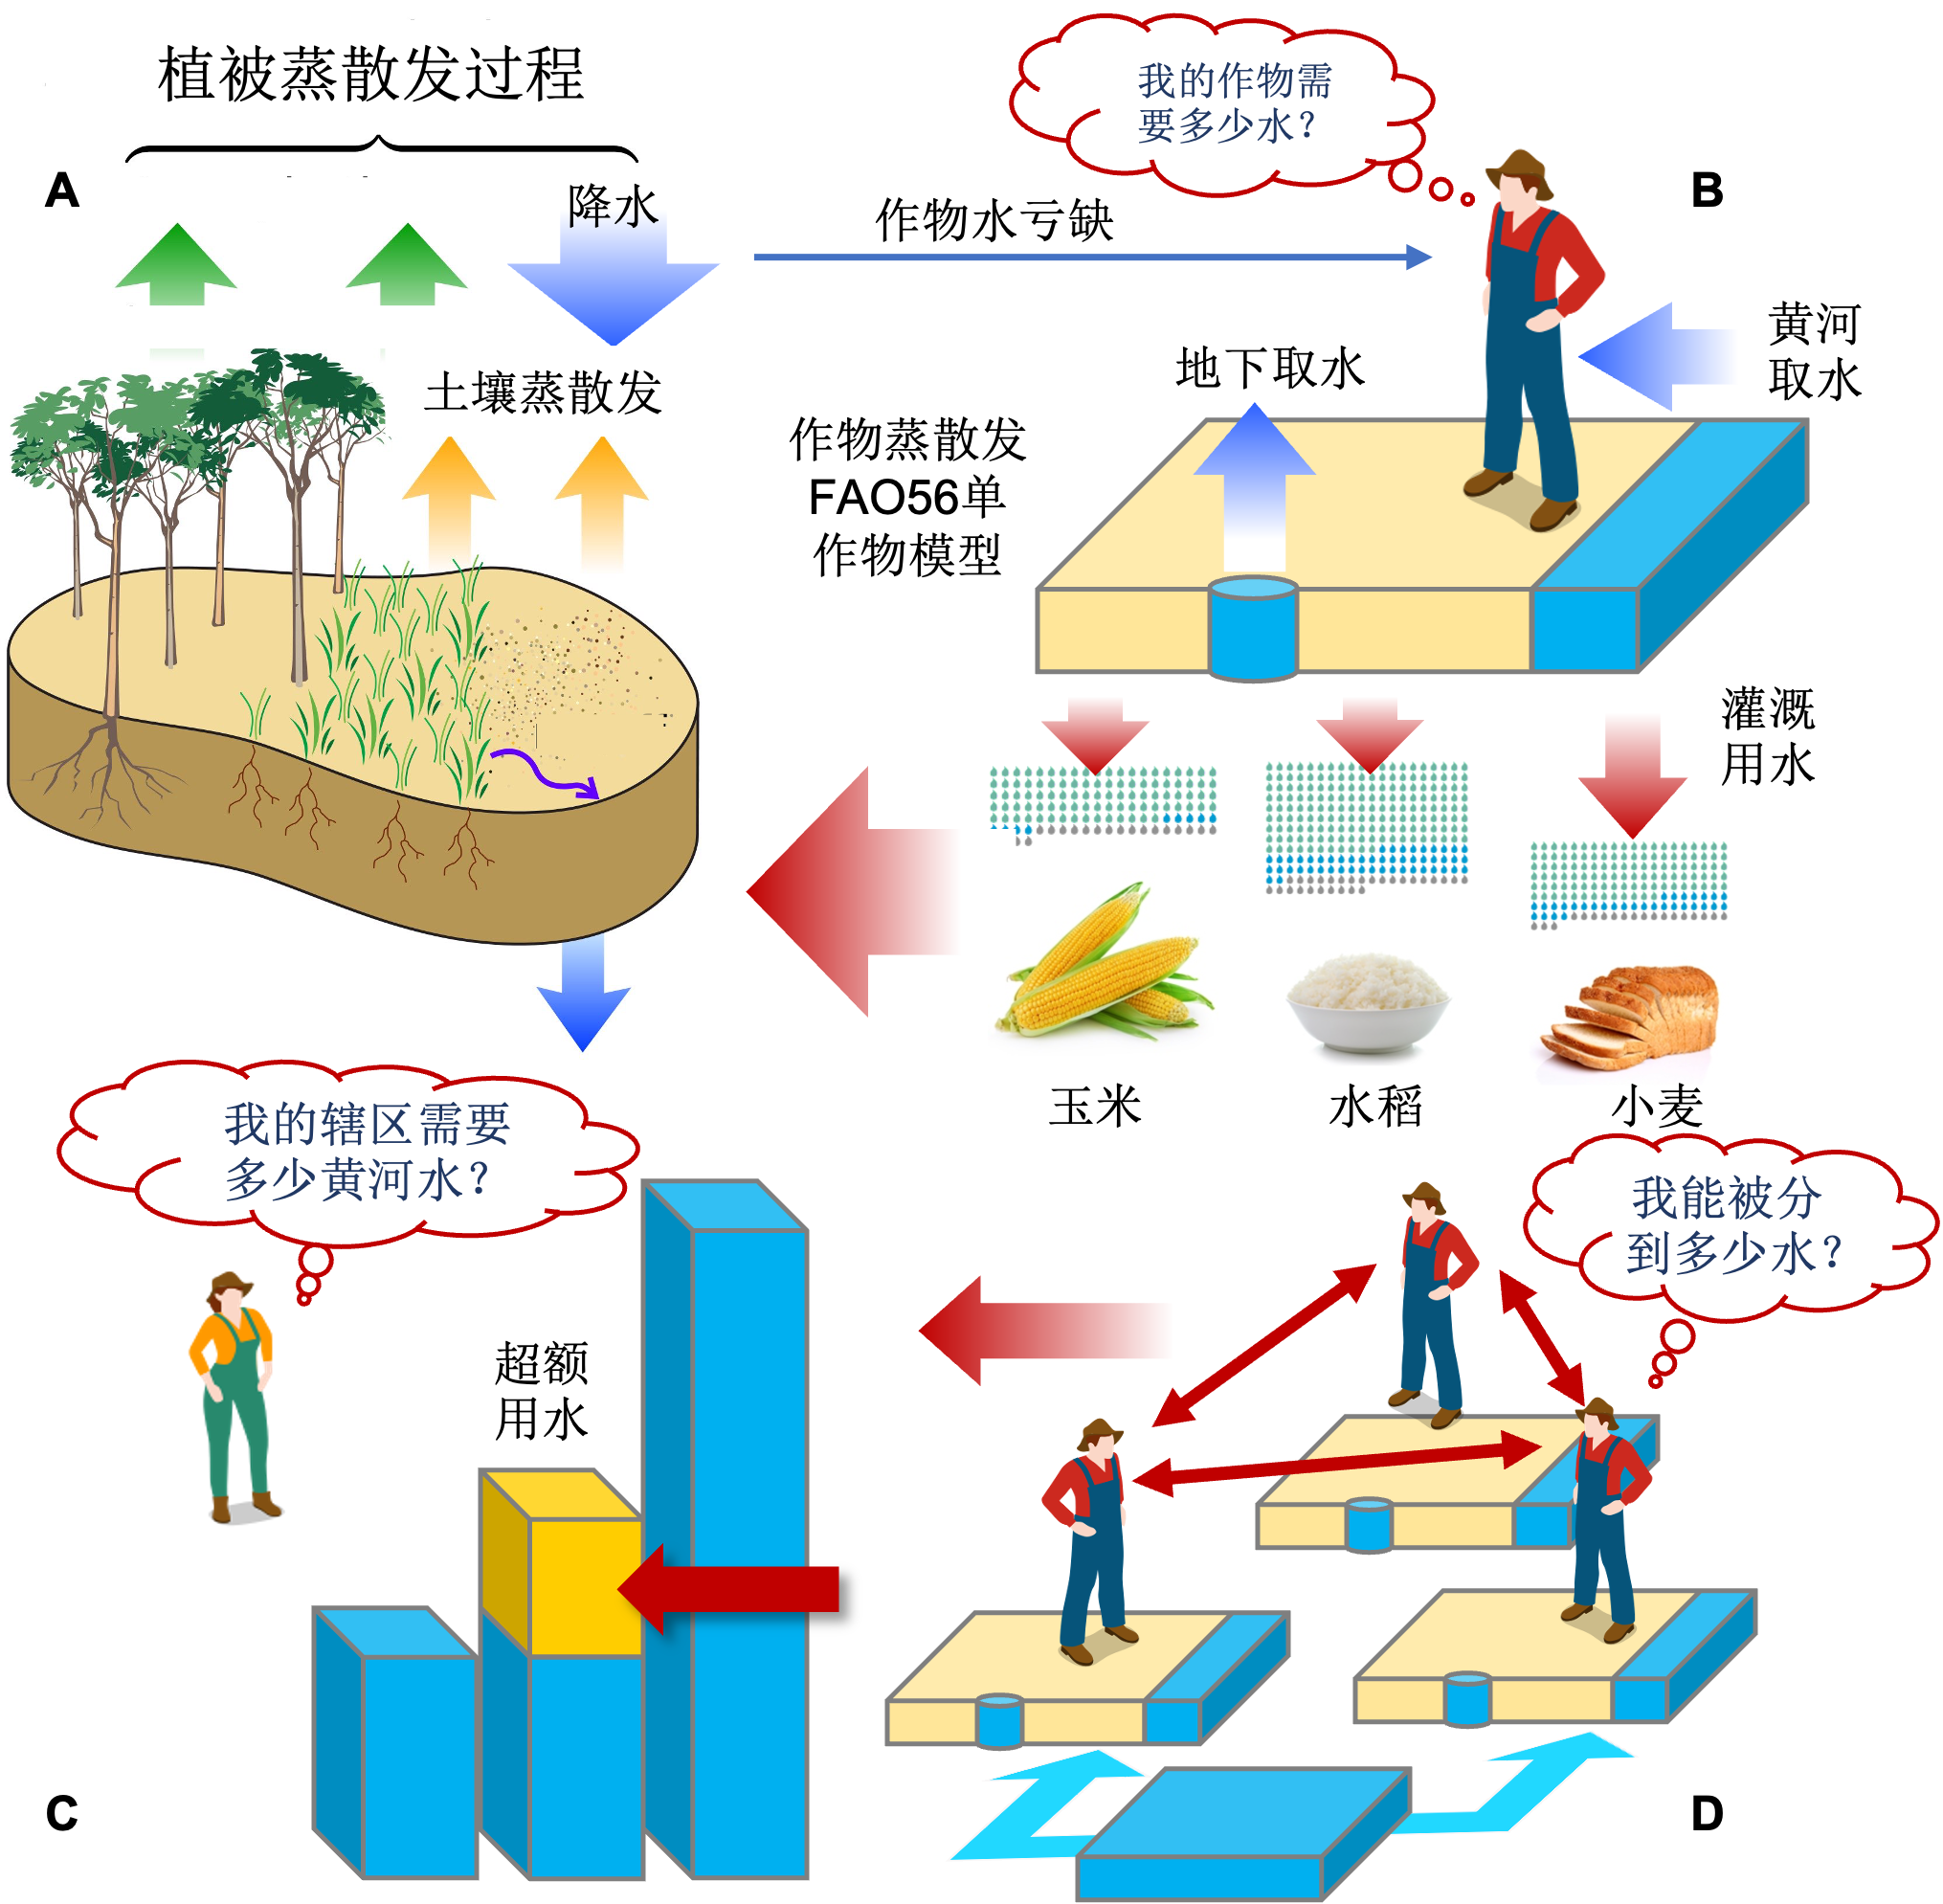 植被蒸散发过程
A
降水
作物水亏缺
我的作物需
要多少水?
B
黄河
取水
地下取水
土壤蒸散发
作物蒸散发
FAO56单
作物模型
灌溉
用水
玉米
水稻
小麦
我的辖区需要
多少黄河水?
超额
用水
C
我能被分
到多少水?
D